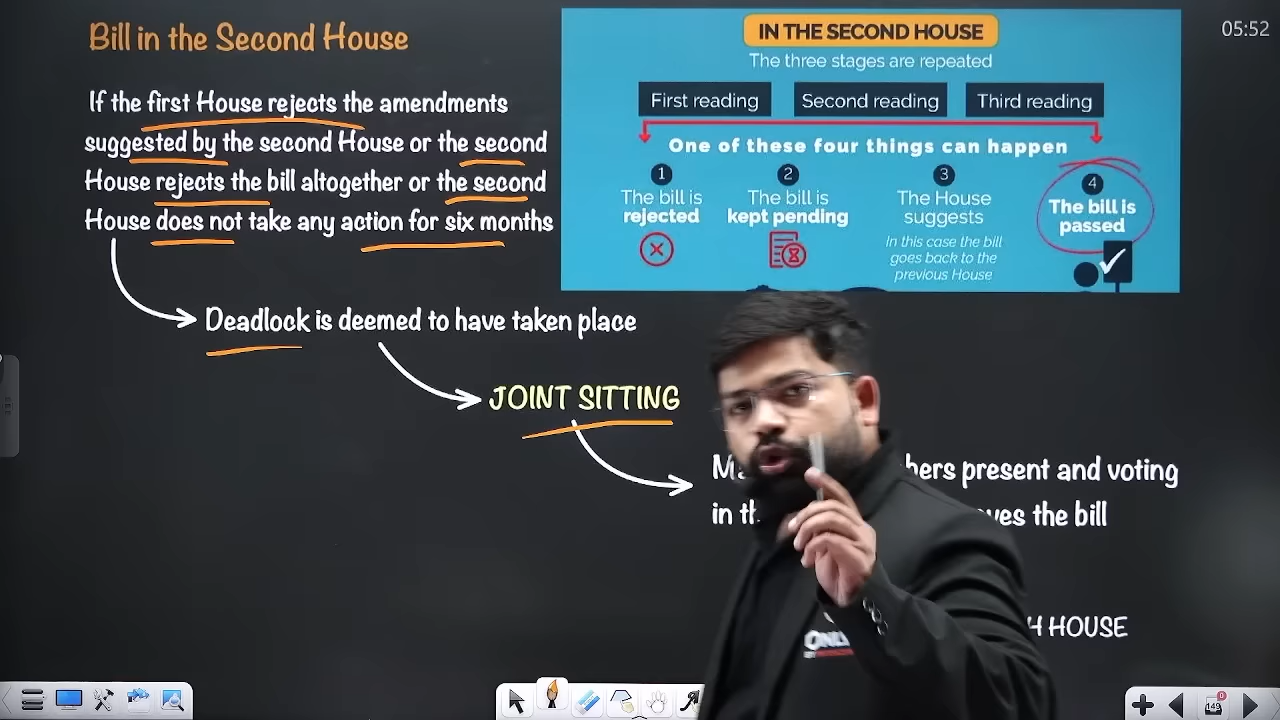 Bill in the Second House
05:52
If the first House rejects the amendments
suggested by the second House or the second
House rejects the bill altogether or the second
House does not take any action for six months
Deadlock is deemed to have taken place
JOINT SITTING
present and voting
in the bill
HOUSE
IN THE SECOND HOUSE
The three stages are repeated
First reading
Second reading
Third reading
One of these four things can happen
1
The bill is
rejected
2
The bill is
kept pending
3
The House
suggests
In this case the bill
goes back to the
previous House
4
The bill is
passed
149